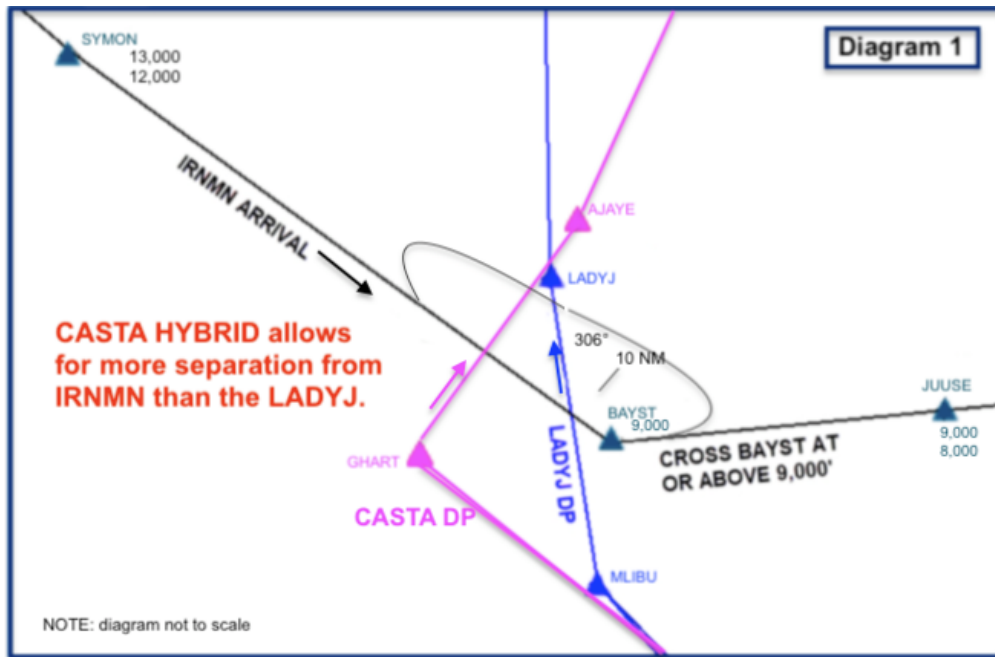 Diagram 1
SYMON
13,000
12,000
IRNMN ARRIVAL
AJAYE
LADYJ
CASTA HYBRID allows
for more separation from
IRNMN than the LADYJ.
306°
10 NM
JUUSE
9,000
8,000
BAYST
9,000
CROSS BAYST AT
OR ABOVE 9,000'
GHART
LADYJ DP
CASTA DP
MLIBU
NOTE: diagram not to scale